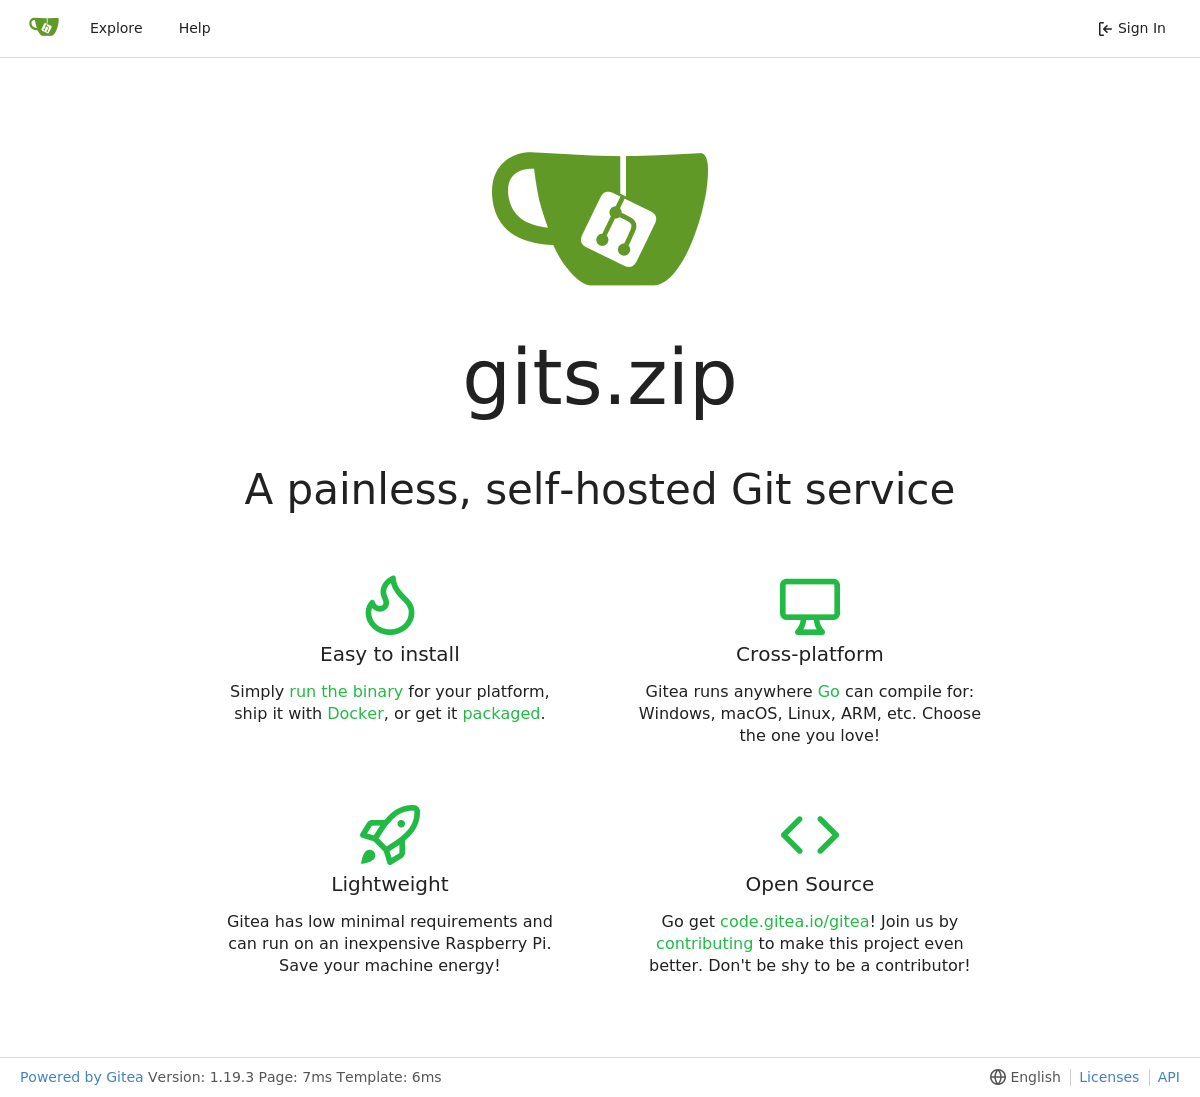 Explore Help Sign In
gits.zip
A painless, self-hosted Git service
Easy to install
Simply run the binary for your platform,
ship it with Docker, or get it packaged.
Cross-platform
Gitea runs anywhere Go can compile for:
Windows, macOS, Linux, ARM, etc. Choose
the one you love!
Lightweight
Gitea has low minimal requirements and
can run on an inexpensive Raspberry Pi.
Save your machine energy!
Open Source
Go get code.gitea.io/gitea! Join us by
contributing to make this project even
better. Don't be shy to be a contributor!
Powered by Gitea Version: 1.19.3 Page: 7ms Template: 6ms English Licenses API